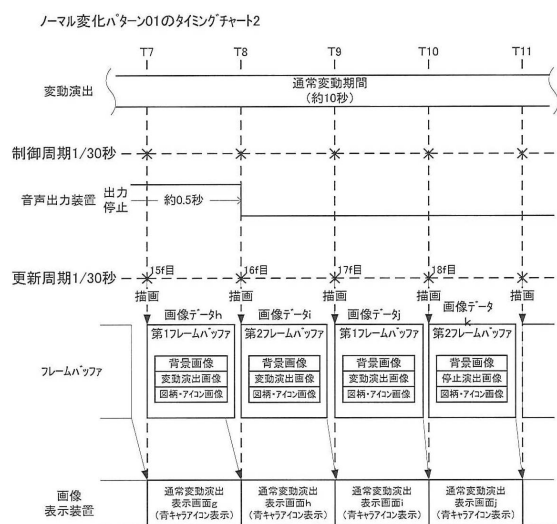 ノーマル変化パターン01のタイミングチャート2
T7 T8 T9 T10 T11
変動演出
通常変動期間
(約10秒)
制御周期1/30秒
音声出力装置
出力
停止
約0.5秒
更新周期1/30秒
15f目 16f目 17f目 18f目
描画 描画 描画 描画 描画
画像データh 画像データi 画像データj 画像データk
フレームバッファ
第1フレームバッファ 第2フレームバッファ 第1フレームバッファ 第2フレームバッファ
背景画像 背景画像 背景画像 背景画像
変動演出画像 変動演出画像 変動演出画像 停止演出画像
図柄・アイコン画像 図柄・アイコン画像 図柄・アイコン画像 図柄・アイコン画像
画像
表示装置
通常変動演出 通常変動演出 通常変動演出 通常変動演出
表示画面g 表示画面h 表示画面i 表示画面j
(青キャラアイコン表示) (青キャラアイコン表示) (青キャラアイコン表示) (青キャラアイコン表示)